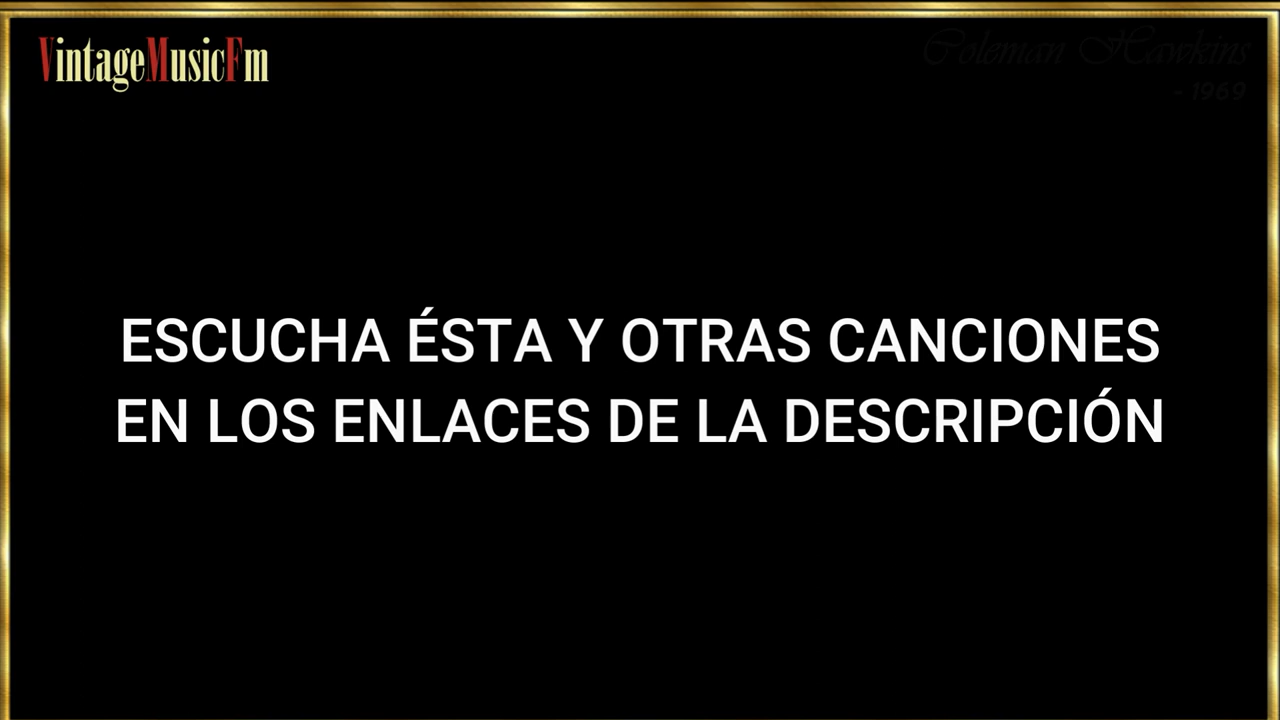 VintageMusicFm
Coleman Hawkins
- 1969
ESCUCHA ÉSTA Y OTRAS CANCIONES
EN LOS ENLACES DE LA DESCRIPCIÓN